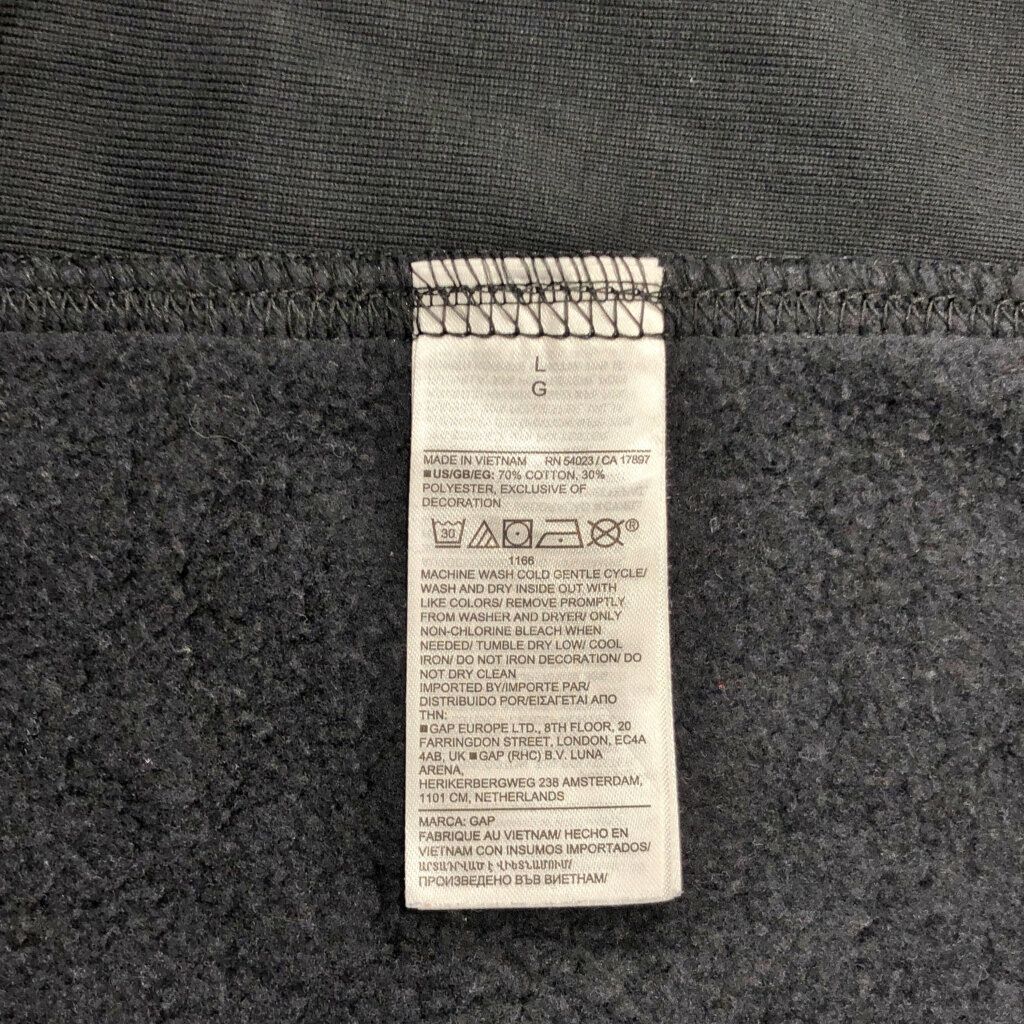 L
G
MADE IN VIETNAM RN 54023 / CA 17897
■US/GB/EG: 70% COTTON, 30%
POLYESTER, EXCLUSIVE OF
DECORATION
30 ®
1166
MACHINE WASH COLD GENTLE CYCLE/
WASH AND DRY INSIDE OUT WITH
LIKE COLORS/ REMOVE PROMPTLY
FROM WASHER AND DRYER/ ONLY
NON-CHLORINE BLEACH WHEN
NEEDED/ TUMBLE DRY LOW/ COOL
IRON/ DO NOT IRON DECORATION/ DO
NOT DRY CLEAN
IMPORTED BY/IMPORTE PAR/
DISTRIBUIDO POR/ΕΙΣΑΓΕΤΑΙ ΑΠΟ
ΤΗΝ:
■GAP EUROPE LTD., 8TH FLOOR, 20
FARRINGDON STREET, LONDON, EC4A
4AB, UK ■GAP (RHC) B.V. LUNA
ARENA,
HERIKERBERGWEG 238 AMSTERDAM,
1101 CM, NETHERLANDS
MARCA: GAP
FABRIQUE AU VIETNAM/ HECHO EN
VIETNAM CON INSUMOS IMPORTADOS/
ԱՐՏԱԴՐՎԱԾ Է ՎԻԵՏՆԱՄՈՒՄ/
ПРОИЗВЕДЕНО ВЪВ ВИЕТНАМ/